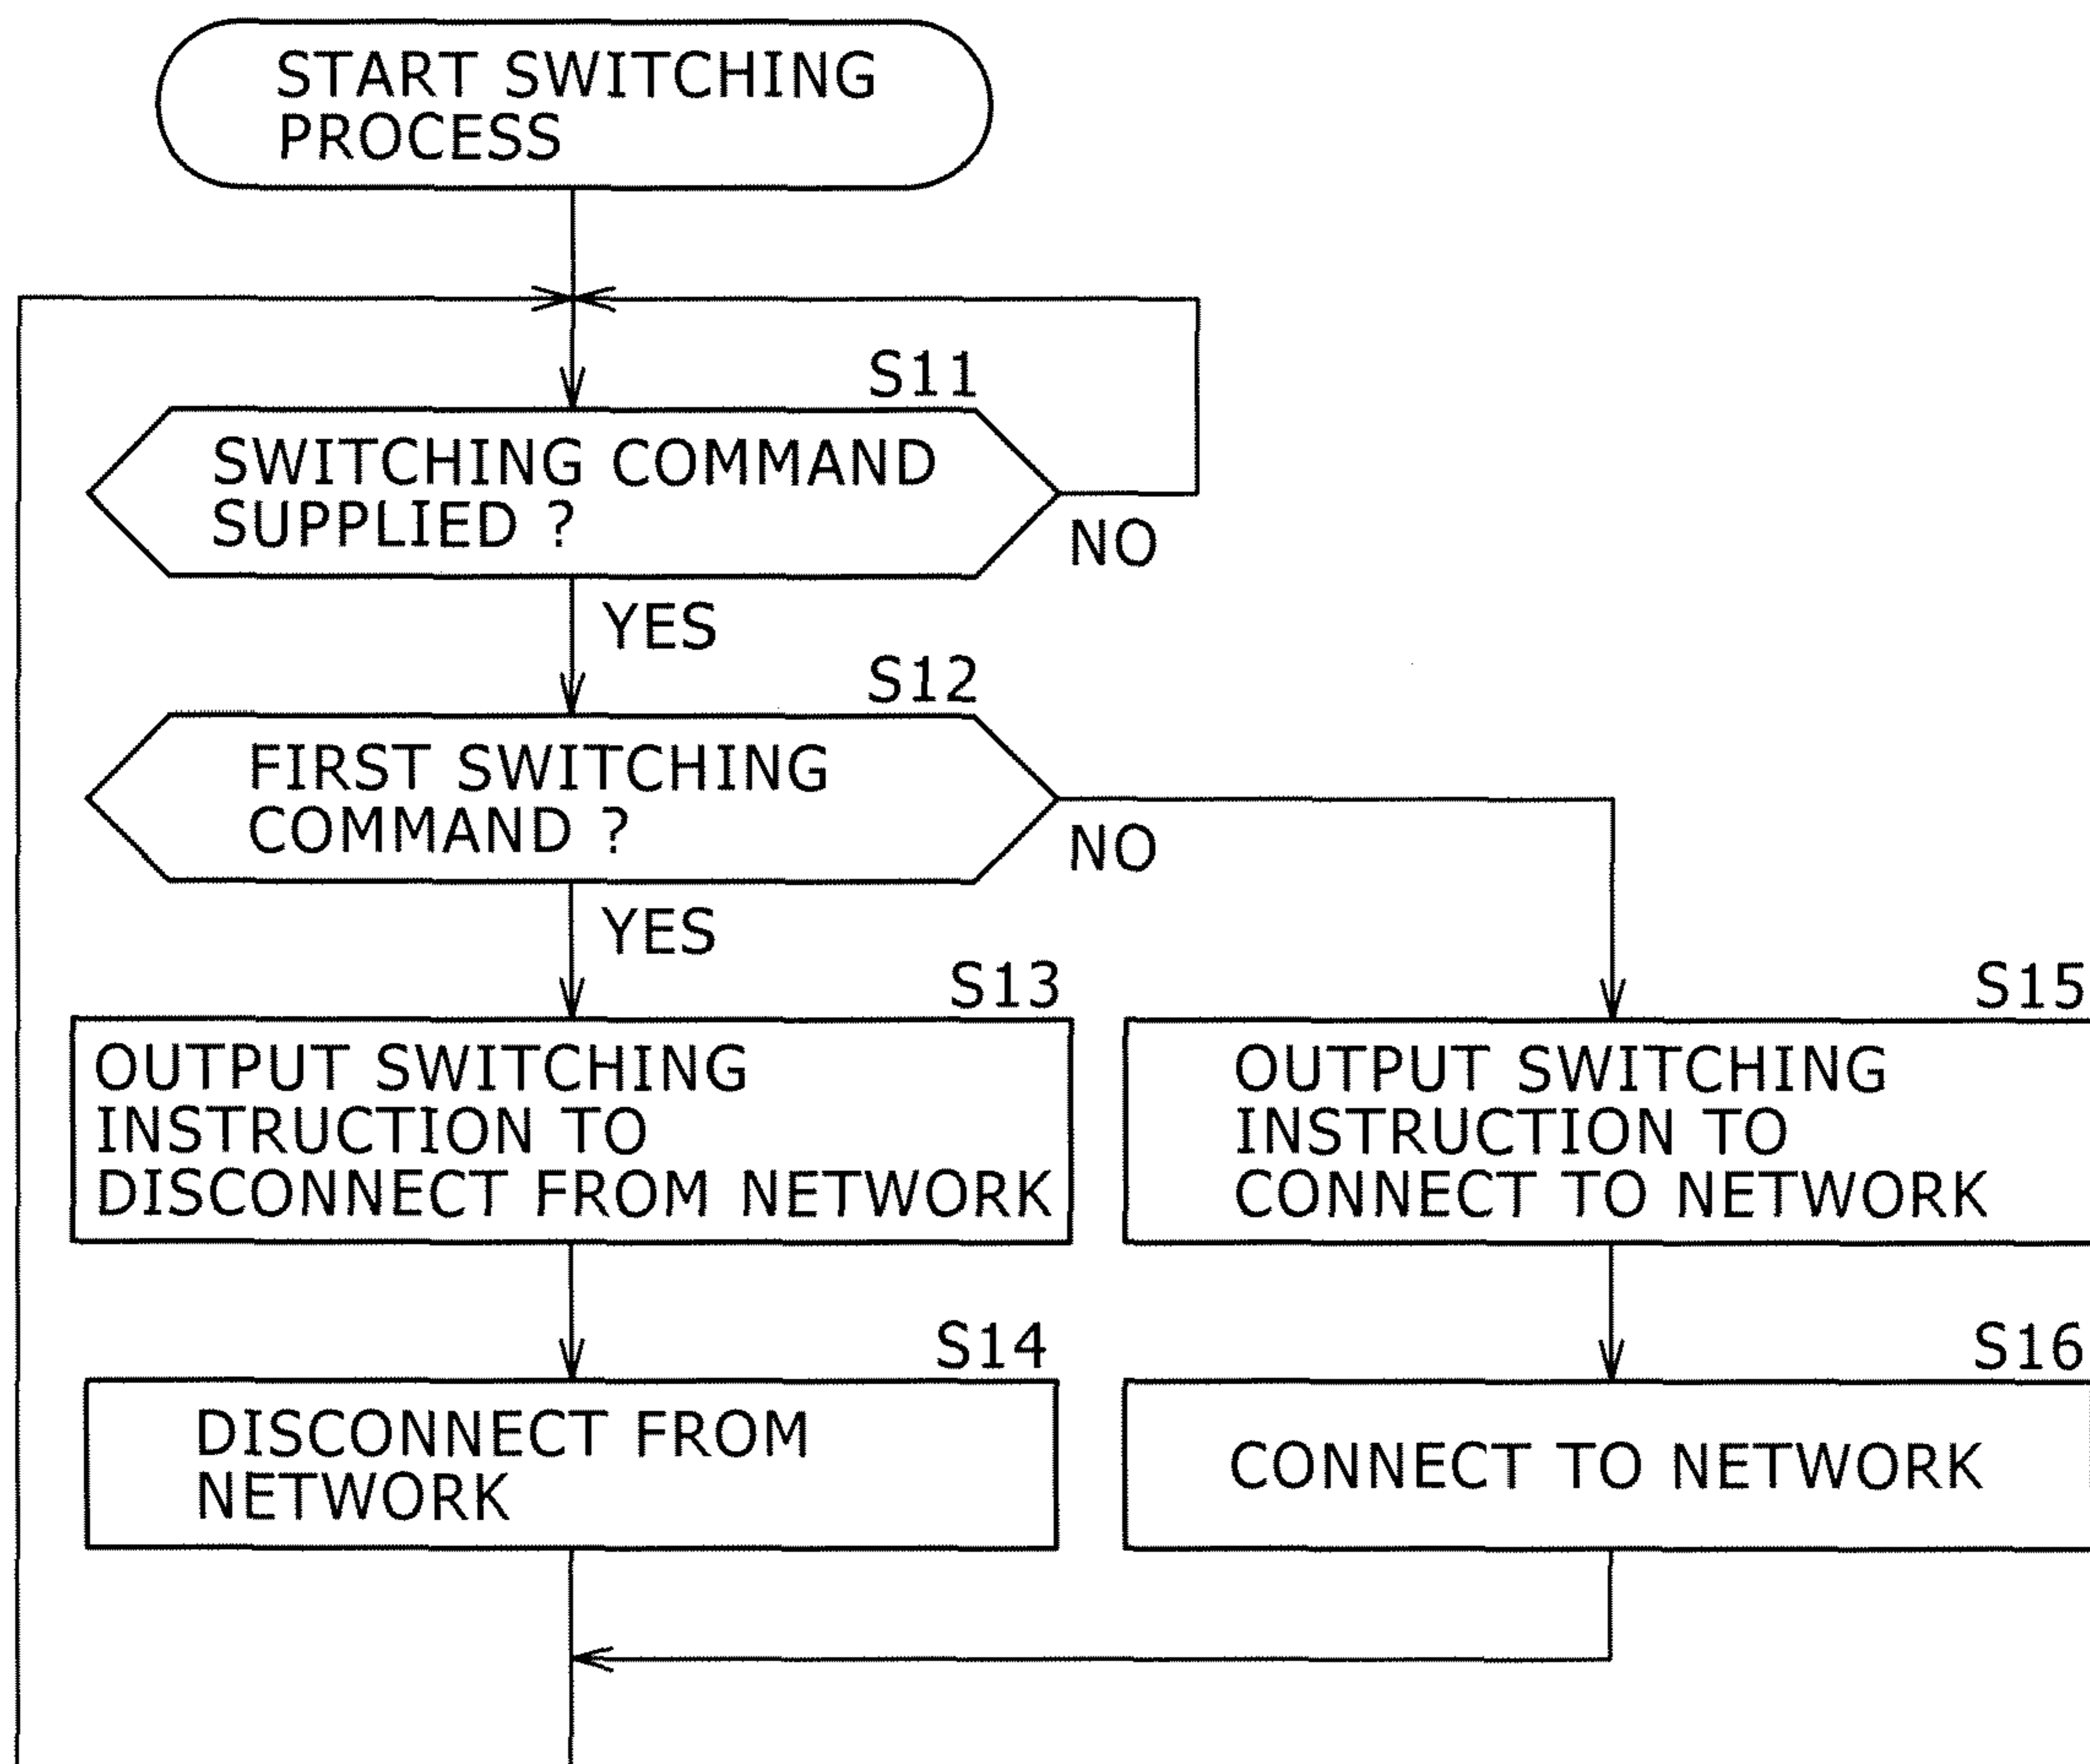 START SWITCHING
PROCESS
S11
SWITCHING COMMAND
SUPPLIED ?
NO
YES
S12
FIRST SWITCHING
COMMAND ?
NO
YES
S13
OUTPUT SWITCHING
INSTRUCTION TO
DISCONNECT FROM NETWORK
S15
OUTPUT SWITCHING
INSTRUCTION TO
CONNECT TO NETWORK
S14
DISCONNECT FROM
NETWORK
S16
CONNECT TO NETWORK